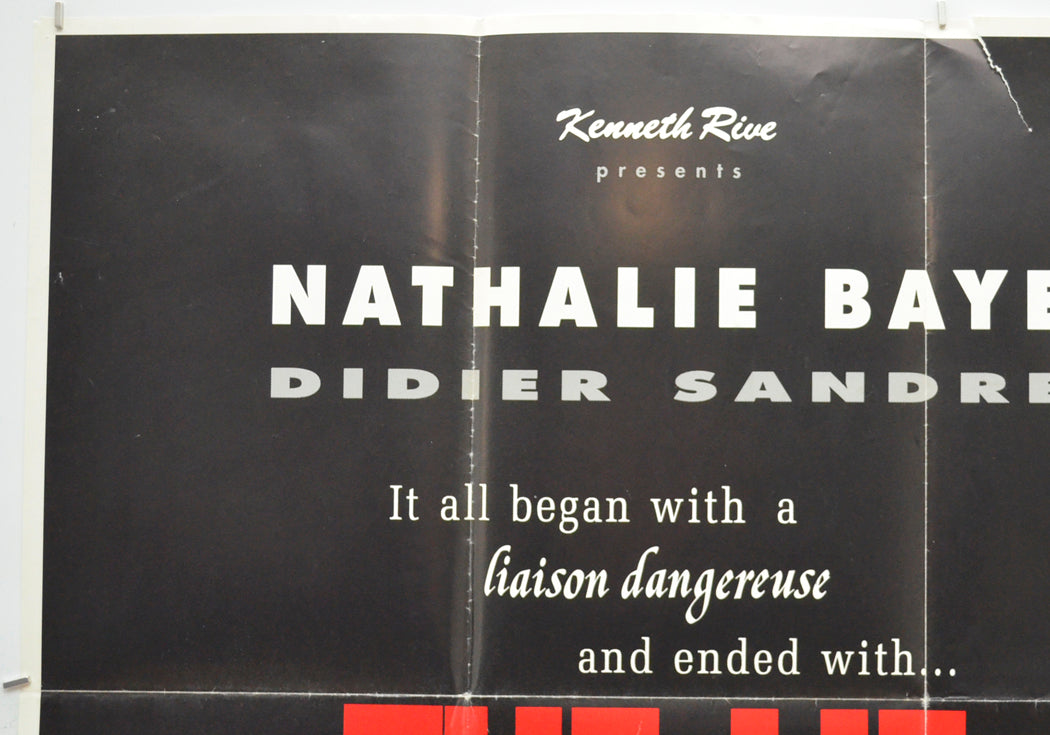 Kenneth Rive
presents
NATHALIE BAYE
DIDIER SANDRE
It all began with a
liaison dangereuse
and ended with...